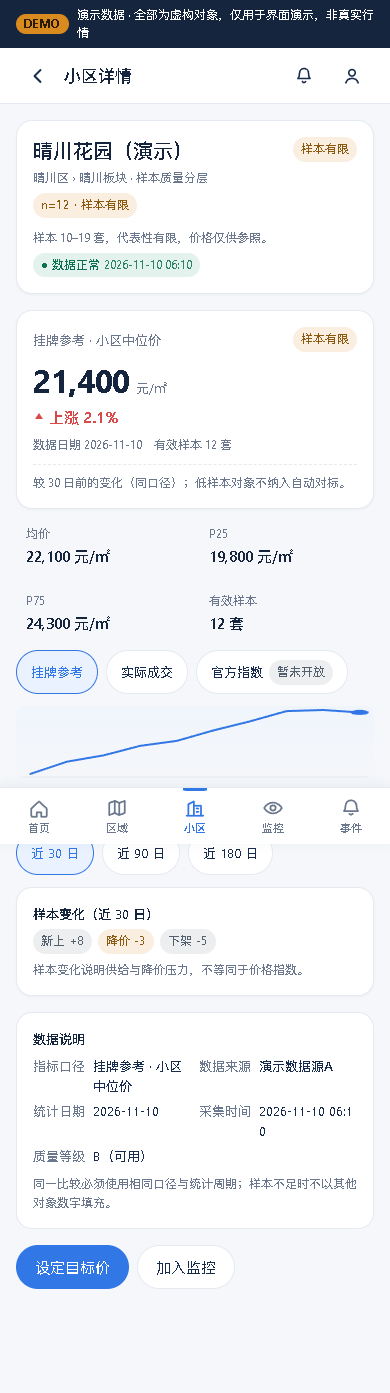 DEMO
演示数据 · 全部为虚构对象，仅用于界面演示，非真实行
情
小区详情
晴川花园（演示）
样本有限
晴川区 › 晴川板块 · 样本质量分层
n=12 · 样本有限
样本 10–19 套，代表性有限，价格仅供参照。
● 数据正常 2026-11-10 06:10
挂牌参考 · 小区中位价
样本有限
21,400 元/㎡
上涨 2.1%
数据日期 2026-11-10 有效样本 12 套
较 30 日前的变化（同口径）；低样本对象不纳入自动对标。
均价
P25
22,100 元/㎡
19,800 元/㎡
P75
有效样本
24,300 元/㎡
12 套
挂牌参考
实际成交
官方指数 暂未开放
首页
区域
小区
监控
事件
近 30 日
近 90 日
近 180 日
样本变化（近 30 日）
新上 +8
降价 -3
下架 -5
样本变化说明供给与降价压力，不等同于价格指数。
数据说明
指标口径 挂牌参考 · 小区
中位价
数据来源 演示数据源A
统计日期 2026-11-10
采集时间 2026-11-10 06:1
0
质量等级 B（可用）
同一比较必须使用相同口径与统计周期；样本不足时不以其他
对象数字填充。
设定目标价
加入监控